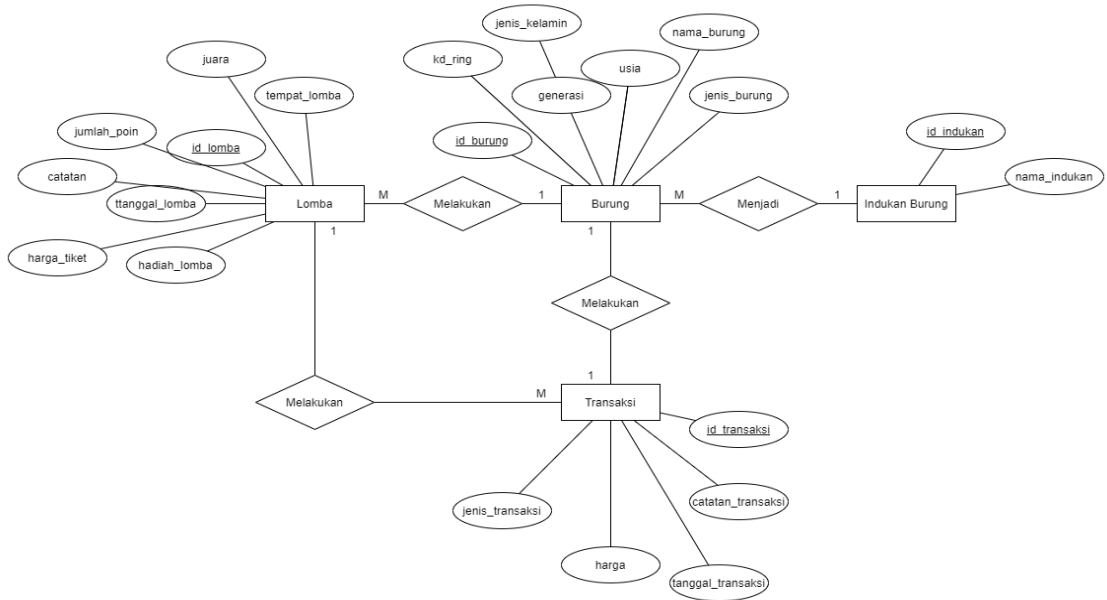 jenis_kelamin
nama_burung
juara
kd_ring
usia
tempat_lomba
generasi
jenis_burung
jumlah_poin
id_lomba
id_burung
id_indukan
catatan
nama_indukan
ttanggal_lomba
Lomba
M
Melakukan
1
Burung
M
Menjadi
1
Indukan Burung
1
1
harga_tiket
hadiah_lomba
Melakukan
1
Melakukan
M
Transaksi
id_transaksi
catatan_transaksi
jenis_transaksi
harga
tanggal_transaksi